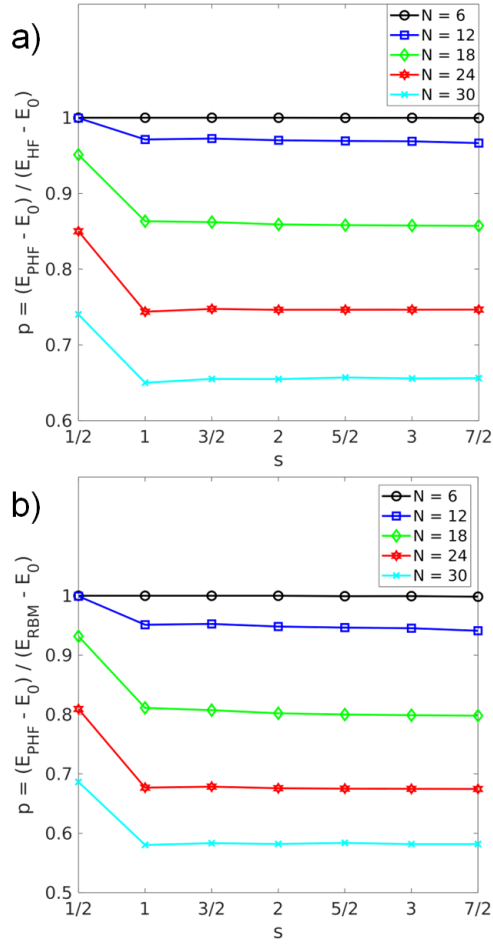 a)
N = 6
N = 12
N = 18
N = 24
N = 30
p = (E_PHF - E_0) / (E_HF - E_0)
1
0.9
0.8
0.7
0.6
1/2 1 3/2 2 5/2 3 7/2
s
b)
N = 6
N = 12
N = 18
N = 24
N = 30
p = (E_PHF - E_0) / (E_RBM - E_0)
1
0.9
0.8
0.7
0.6
0.5
1/2 1 3/2 2 5/2 3 7/2
s